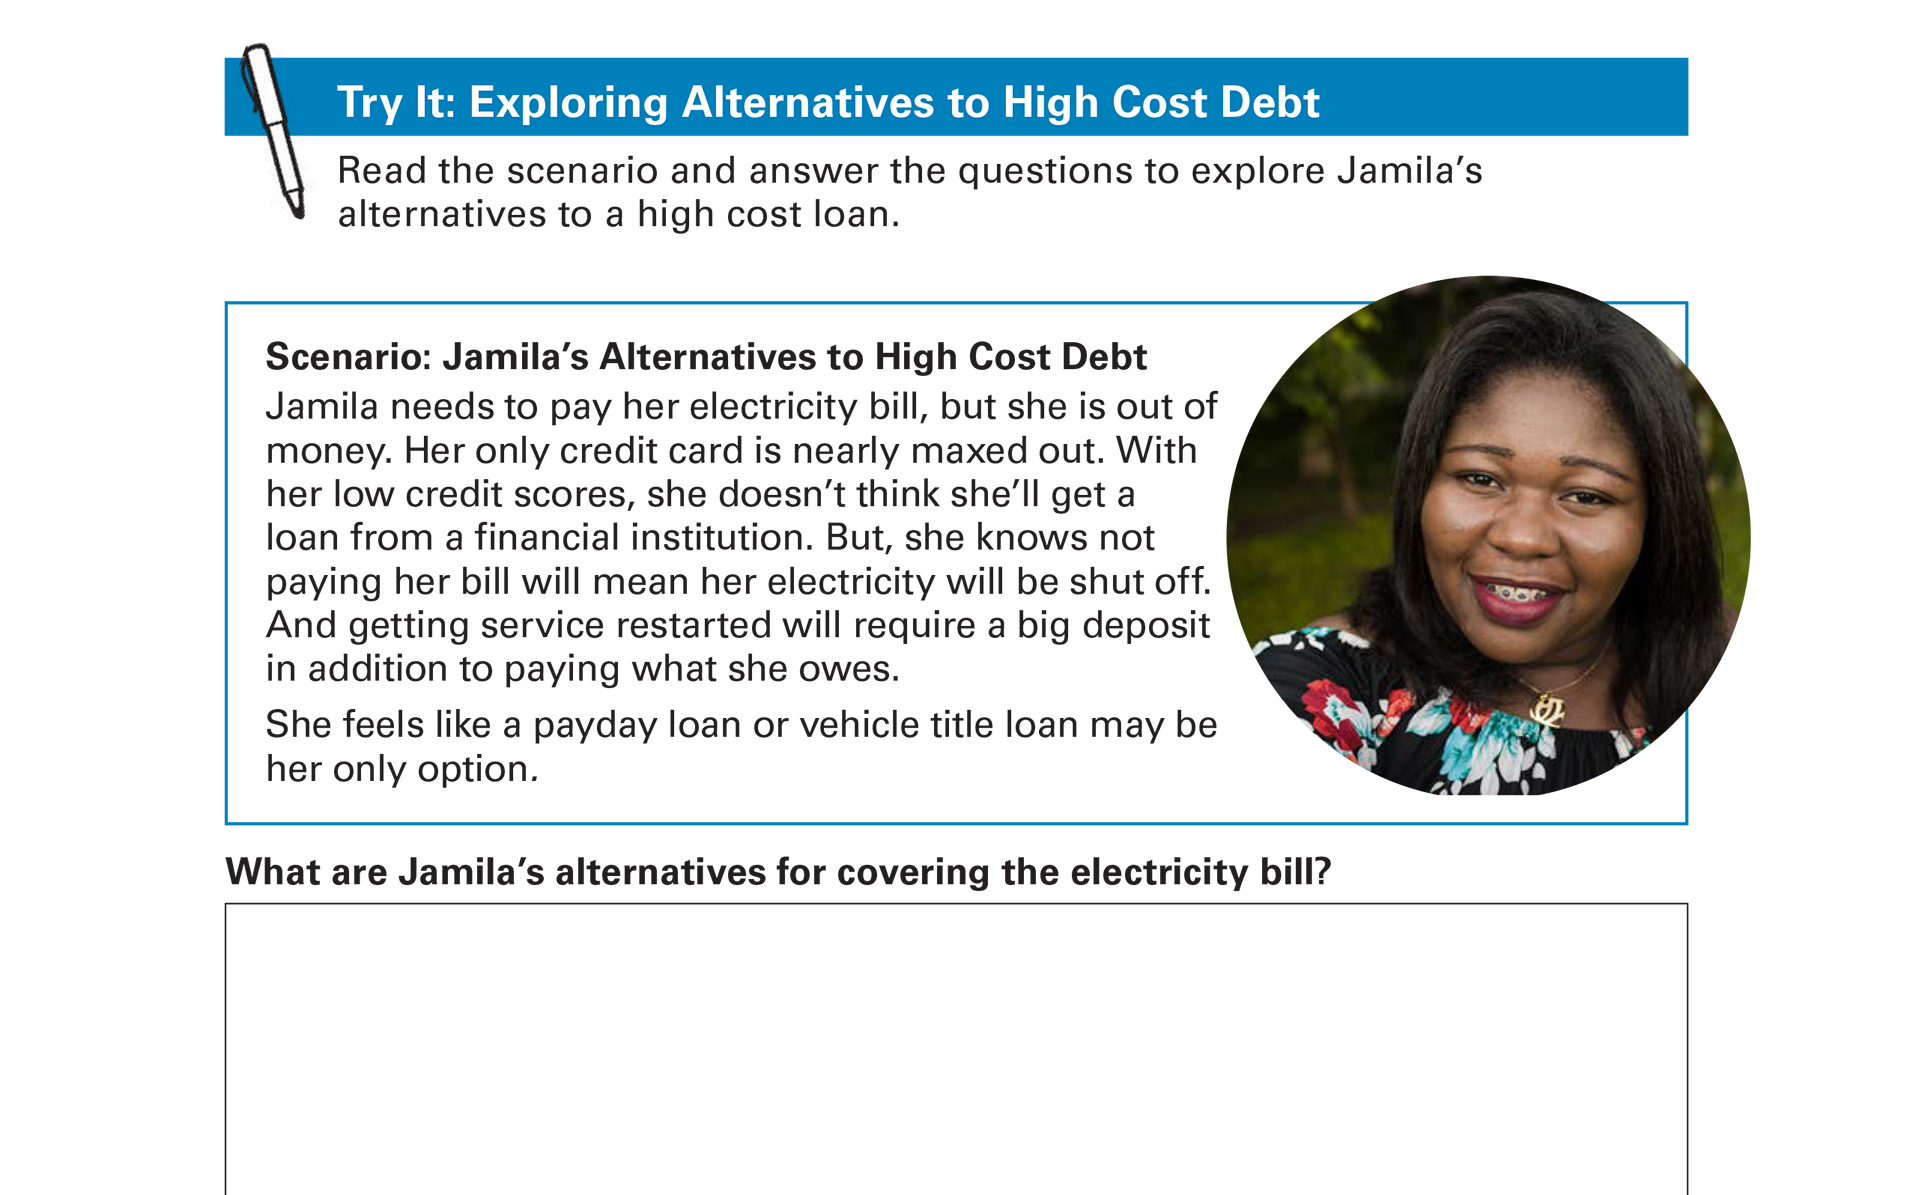 Try It: Exploring Alternatives to High Cost Debt
Read the scenario and answer the questions to explore Jamila’s
alternatives to a high cost loan.
Scenario: Jamila’s Alternatives to High Cost Debt
Jamila needs to pay her electricity bill, but she is out of
money. Her only credit card is nearly maxed out. With
her low credit scores, she doesn’t think she’ll get a
loan from a financial institution. But, she knows not
paying her bill will mean her electricity will be shut off.
And getting service restarted will require a big deposit
in addition to paying what she owes.
She feels like a payday loan or vehicle title loan may be
her only option.
What are Jamila’s alternatives for covering the electricity bill?